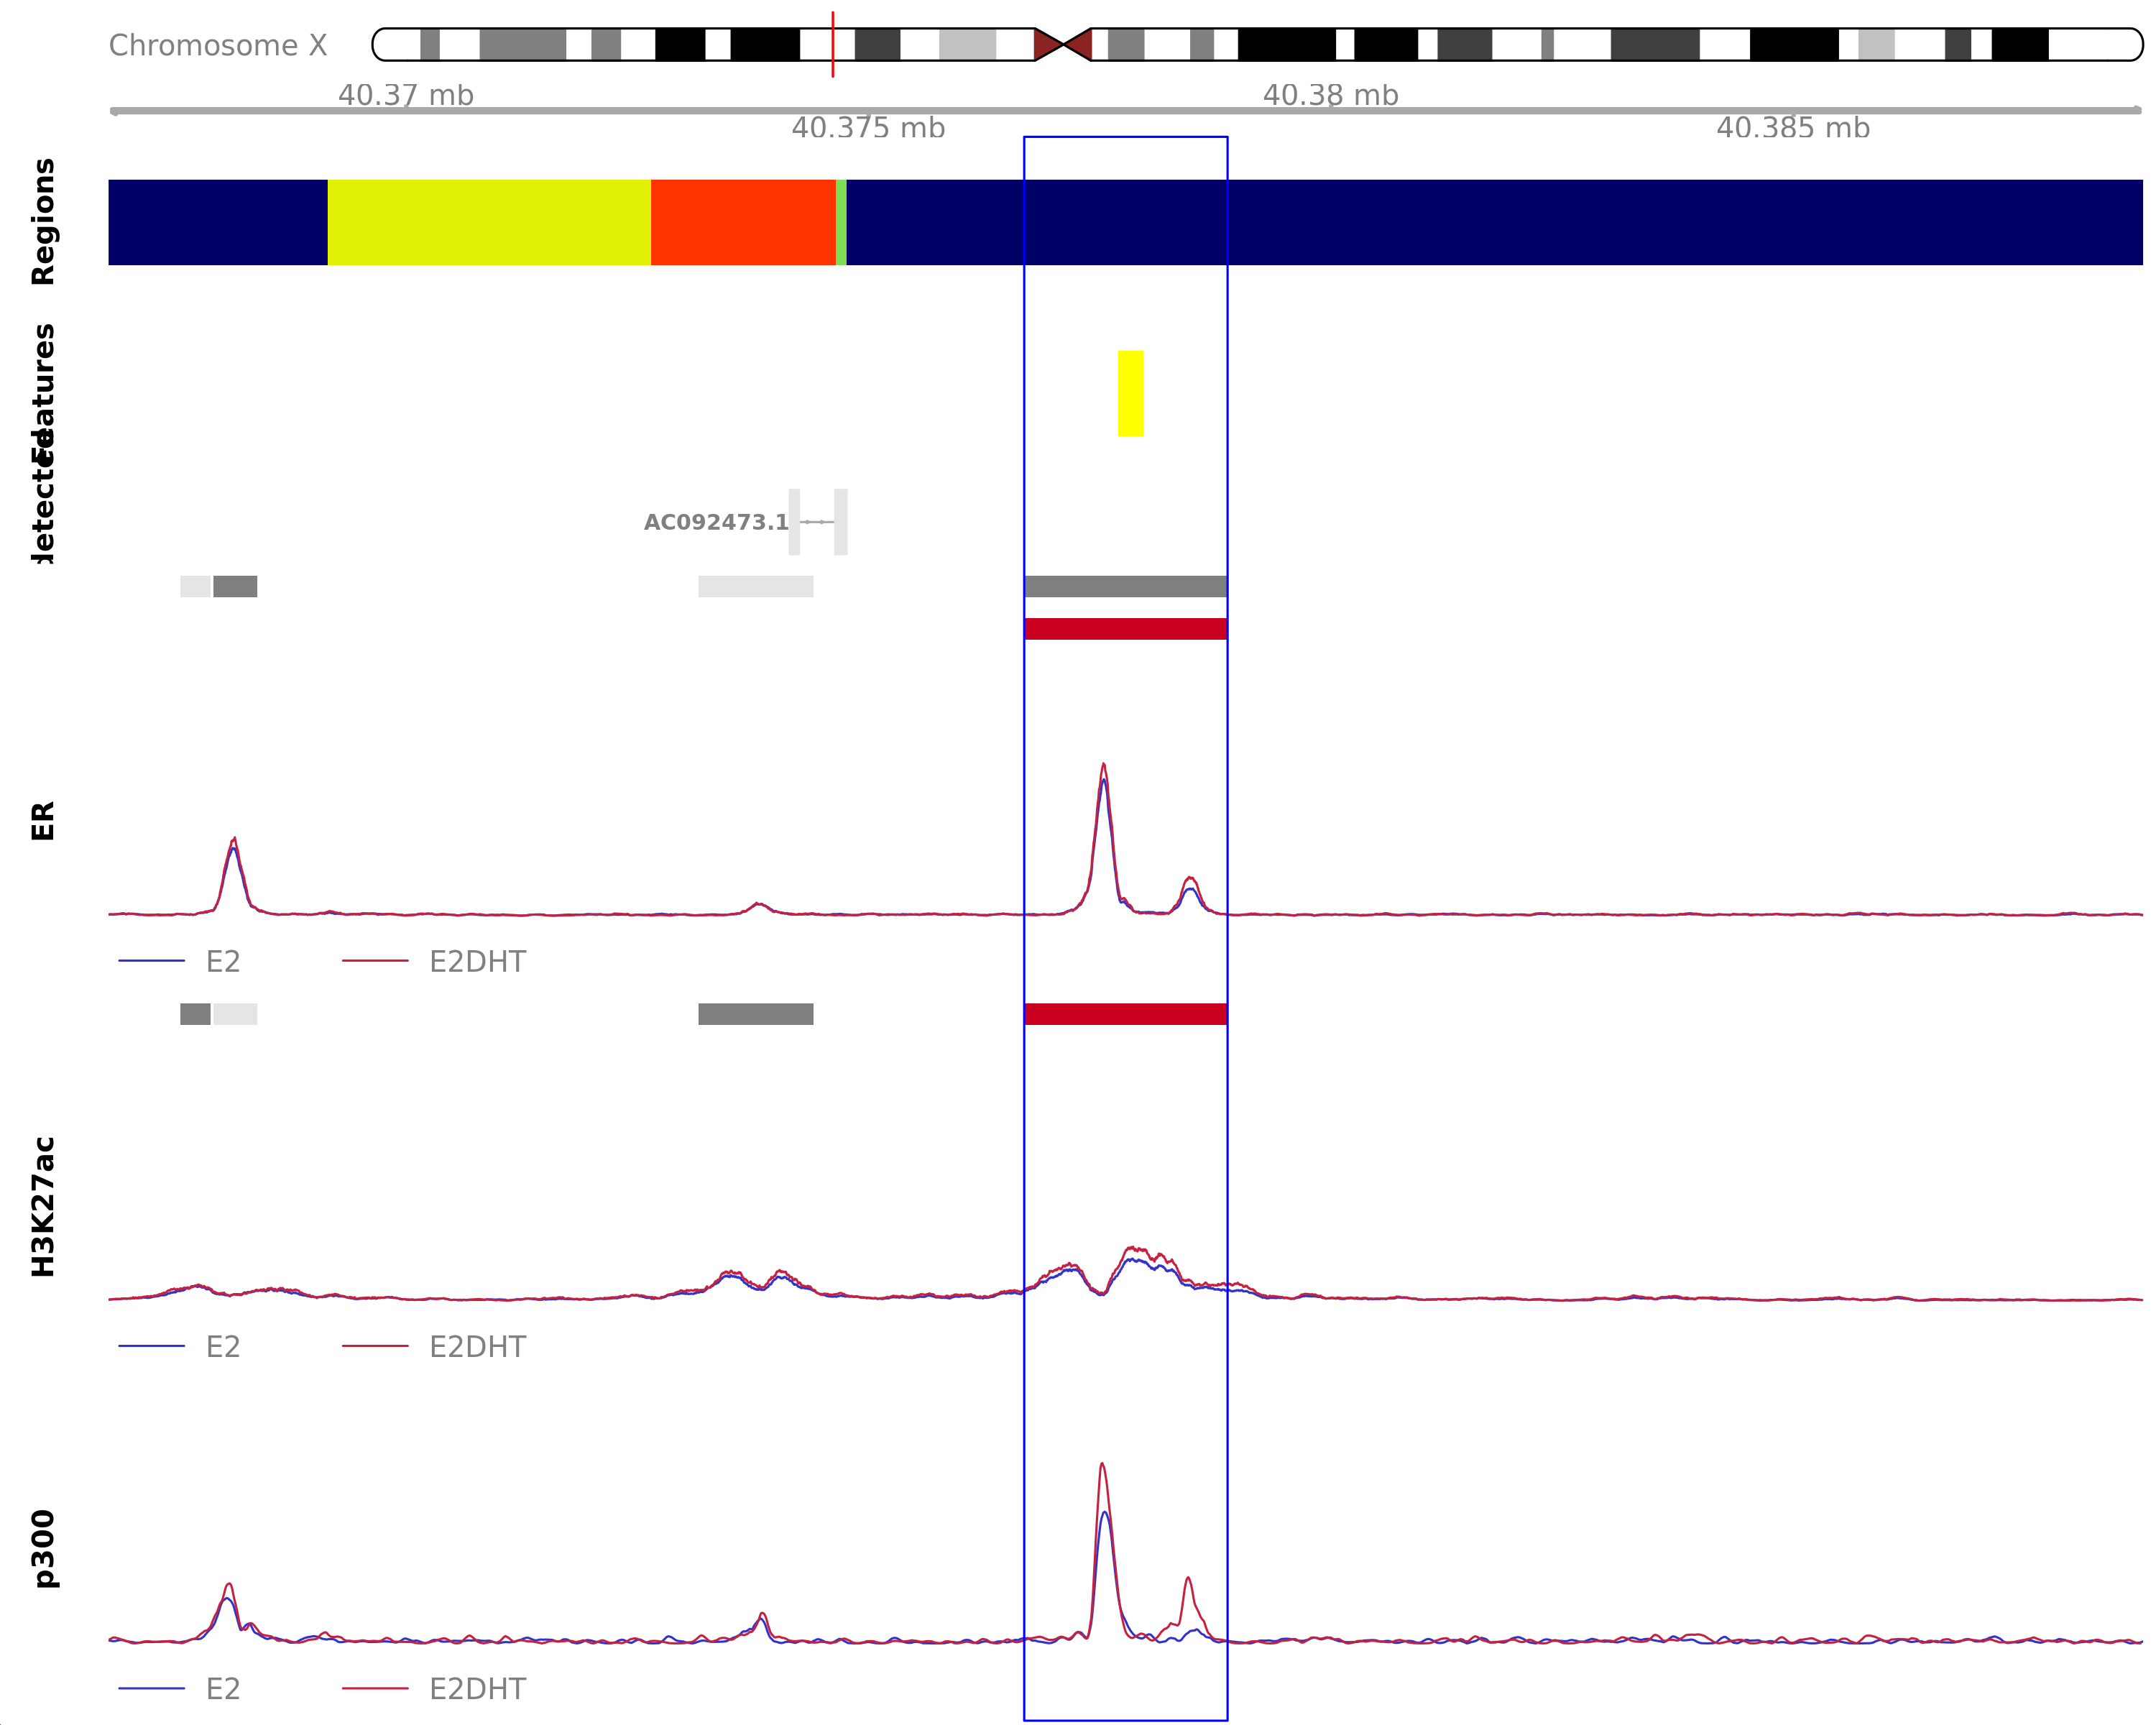 Chromosome X
40.37 mb
40.38 mb
40.375 mb
40.385 mb
Regions
Features
AC092473.1
ER
E2
E2DHT
H3K27ac
E2
E2DHT
p300
E2
E2DHT